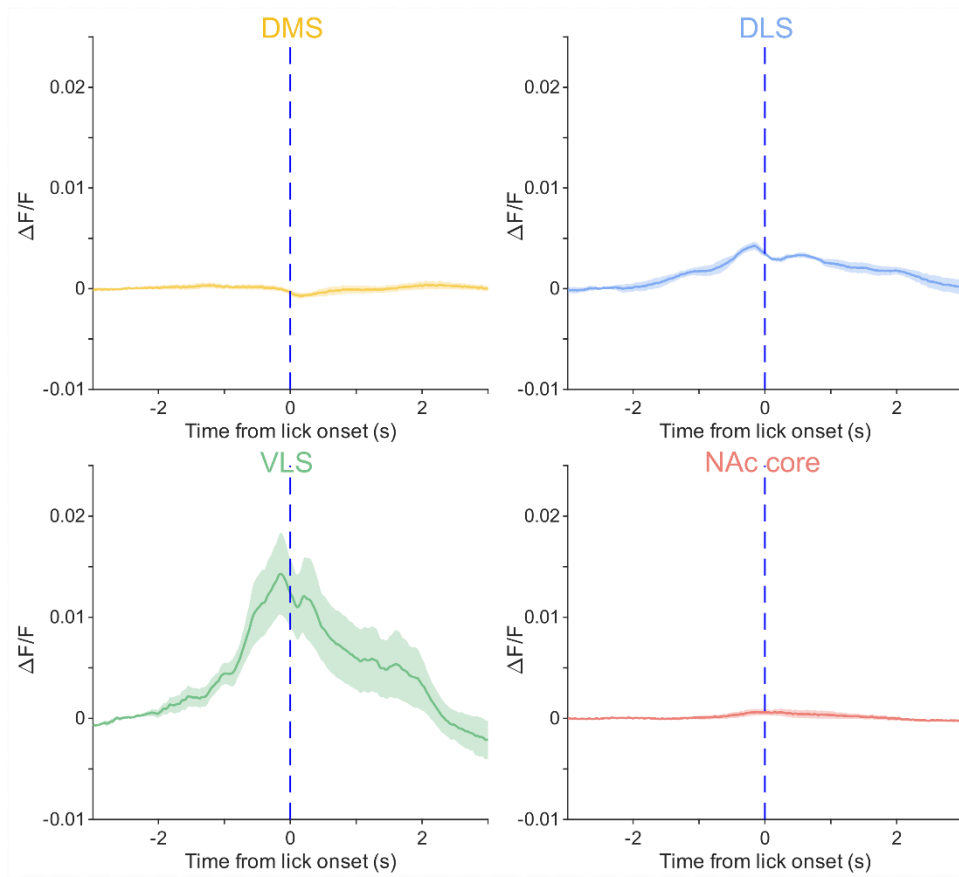 DMS
0.02
0.01
0
-0.01
ΔF/F
-2 0 2
Time from lick onset (s)
DLS
0.02
0.01
0
-0.01
ΔF/F
-2 0 2
Time from lick onset (s)
VLS
0.02
0.01
0
-0.01
ΔF/F
-2 0 2
Time from lick onset (s)
NAc core
0.02
0.01
0
-0.01
ΔF/F
-2 0 2
Time from lick onset (s)